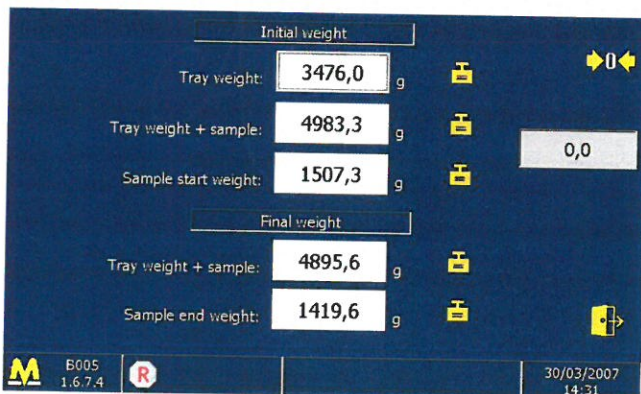 Initial weight
Tray weight: 3476,0 g
0
Tray weight + sample: 4983,3 g
0,0
Sample start weight: 1507,3 g
Final weight
Tray weight + sample: 4895,6 g
Sample end weight: 1419,6 g
M B005 1.6.7.4 R 30/03/2007 14:31